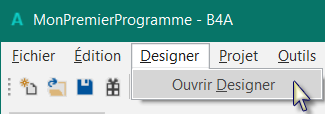 MonPremierProgramme - B4A
Fichier Édition Designer Projet Outils
Ouvrir Designer